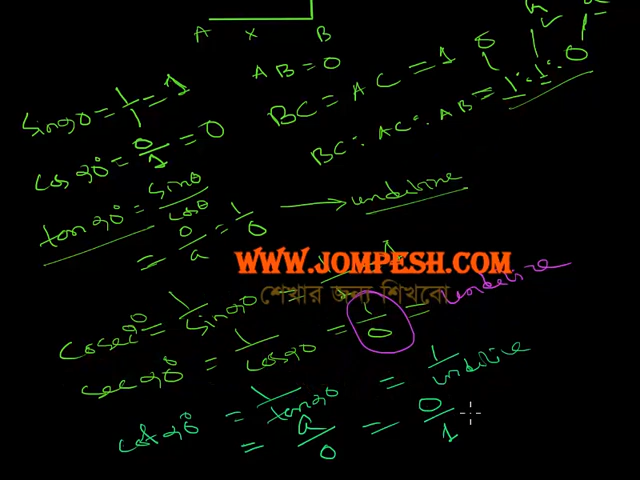 A x B
AB = 0
BC = AC = 1
BC : AC : AB = 1 : 1 : 0
sin90 = 1/1 = 1
cos90° = 0/1 = 0
tan90° = sinθ/cosθ
= 0/a = 1/0 → undefine
WWW.JOMPESH.COM
শেখার জন্য শিখবো
cosec90° = 1/sin90 =
sec90° = 1/cos90 = 1/0 = undefine
cot90° = 1/tan90 = 1/undefine
= a/0 = 0/1